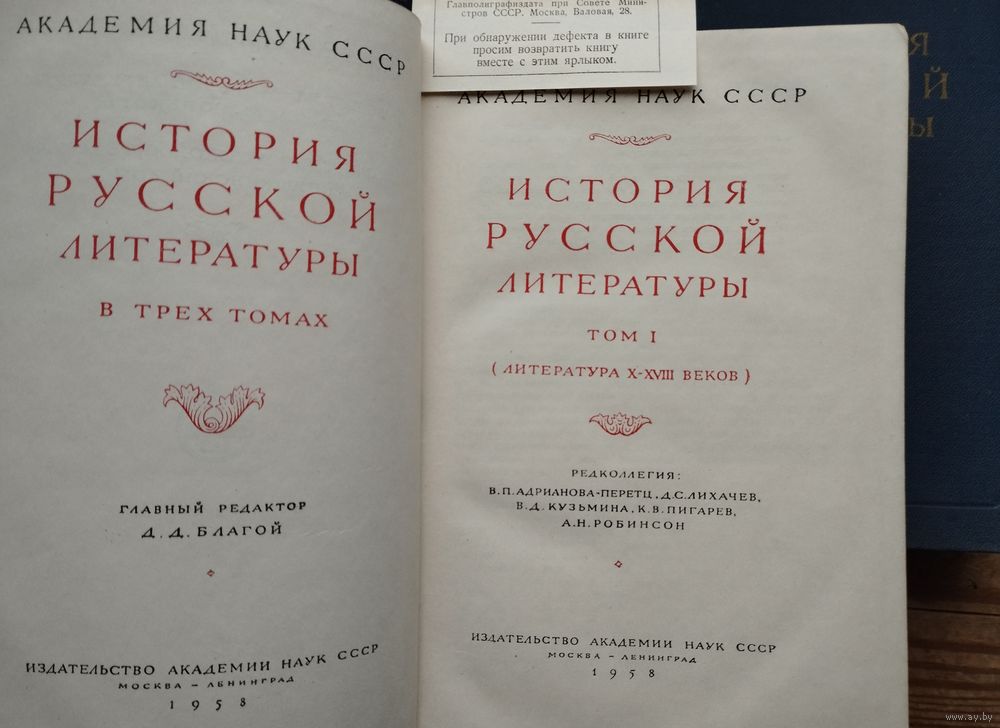 АКАДЕМИЯ НАУК СССР
ИСТОРИЯ
РУССКОЙ
ЛИТЕРАТУРЫ
В ТРЕХ ТОМАХ
ГЛАВНЫЙ РЕДАКТОР
Д. Д. БЛАГОЙ
ИЗДАТЕЛЬСТВО АКАДЕМИИ НАУК СССР
МОСКВА – ЛЕНИНГРАД
1958
Главполиграфиздата при Совете Мини-
стров СССР. Москва, Валовая, 28.
При обнаружении дефекта в книге
просим возвратить книгу
вместе с этим ярлыком.
АКАДЕМИЯ НАУК СССР
ИСТОРИЯ
РУССКОЙ
ЛИТЕРАТУРЫ
ТОМ I
(ЛИТЕРАТУРА X-XVIII ВЕКОВ)
РЕДКОЛЛЕГИЯ:
В.П.АДРИАНОВА-ПЕРЕТЦ, Д.С.ЛИХАЧЕВ,
В.Д.КУЗЬМИНА, К.В.ПИГАРЕВ,
А.Н.РОБИНСОН
ИЗДАТЕЛЬСТВО АКАДЕМИИ НАУК СССР
МОСКВА – ЛЕНИНГРАД
1958
Я
Й
Ы
www.ay.by